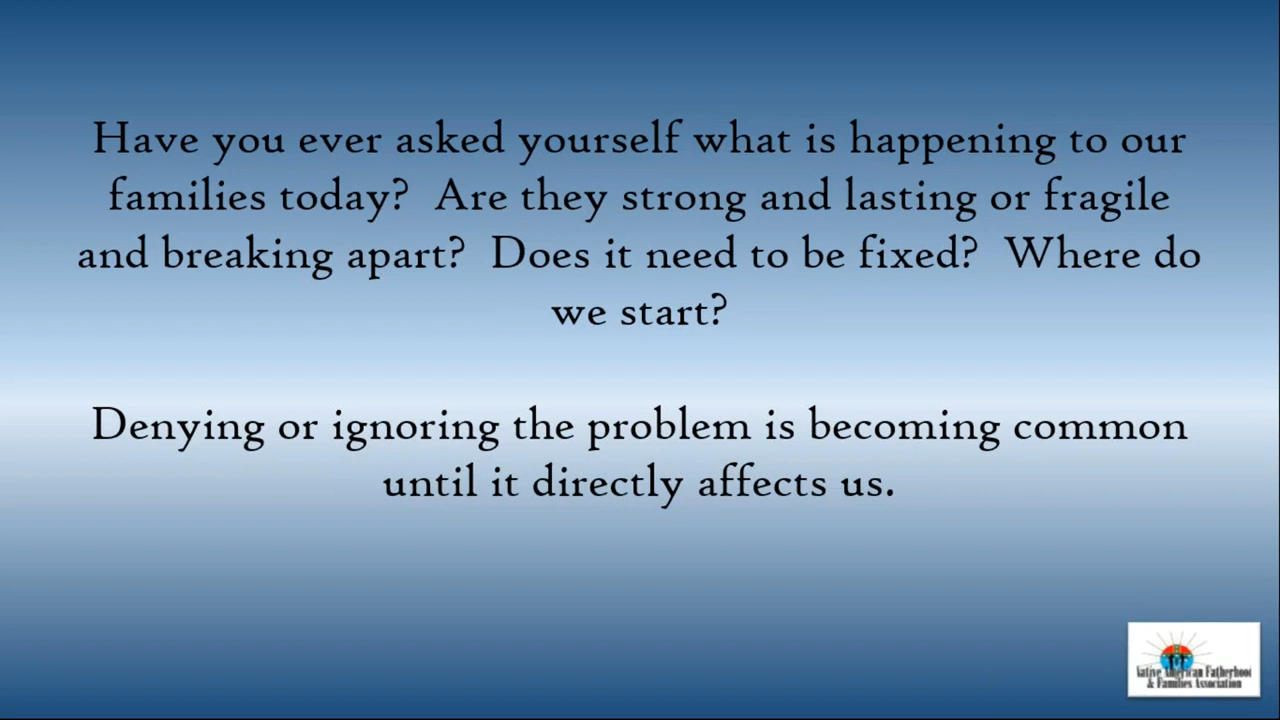 Have you ever asked yourself what is happening to our
families today?  Are they strong and lasting or fragile
and breaking apart?  Does it need to be fixed?  Where do
we start?
Denying or ignoring the problem is becoming common
until it directly affects us.
Native American Fatherhood
& Families Association